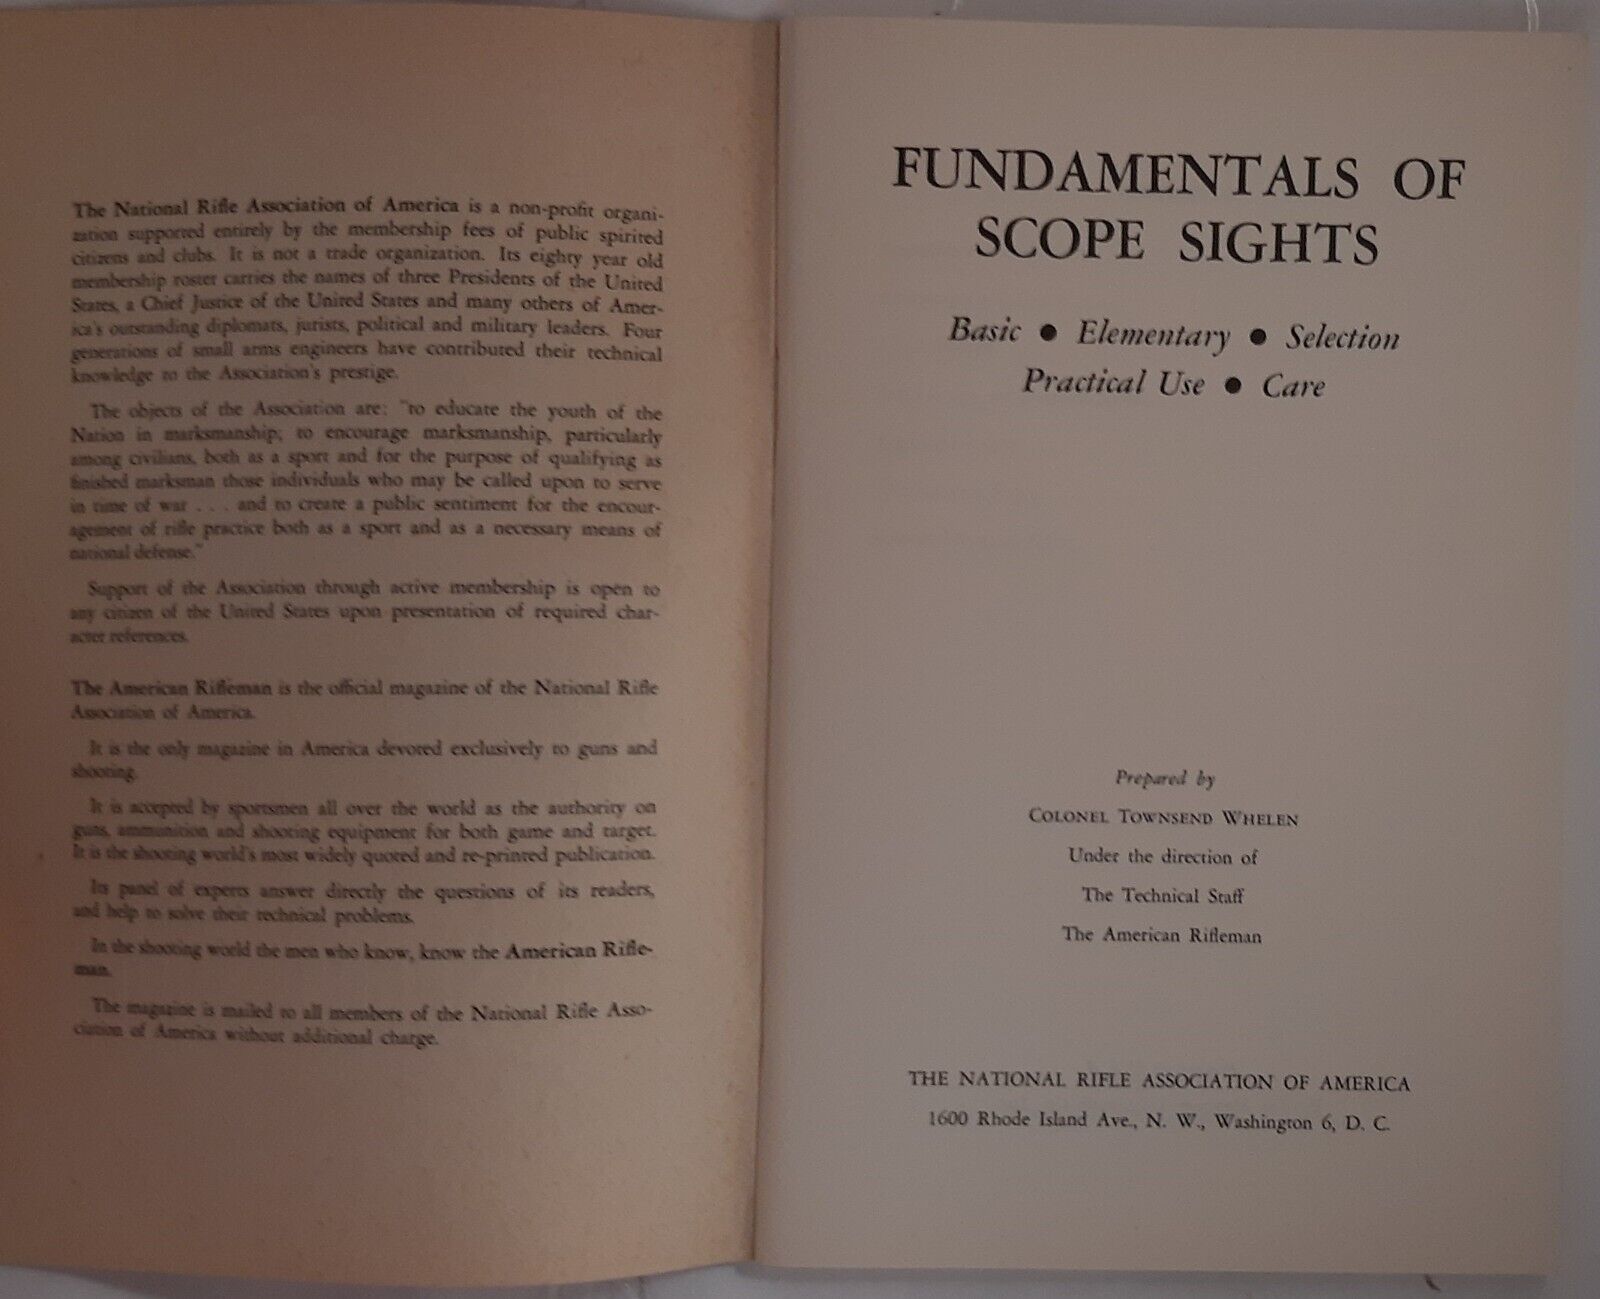 The National Rifle Association of America is a non-profit organi-
zation supported entirely by the membership fees of public spirited
citizens and clubs. It is not a trade organization. Its eighty year old
membership roster carries the names of three Presidents of the United
States, a Chief Justice of the United States and many others of Amer-
ica's outstanding diplomats, jurists, political and military leaders. Four
generations of small arms engineers have contributed their technical
knowledge to the Association's prestige.
The objects of the Association are: "to educate the youth of the
Nation in marksmanship; to encourage marksmanship, particularly
among civilians, both as a sport and for the purpose of qualifying as
finished marksman those individuals who may be called upon to serve
in time of war . . . and to create a public sentiment for the encour-
agement of rifle practice both as a sport and as a necessary means of
national defense."
Support of the Association through active membership is open to
any citizen of the United States upon presentation of required char-
acter references.
The American Rifleman is the official magazine of the National Rifle
Association of America.
It is the only magazine in America devoted exclusively to guns and
shooting.
It is accepted by sportsmen all over the world as the authority on
guns, ammunition and shooting equipment for both game and target.
It is the shooting world's most widely quoted and re-printed publication.
Its panel of experts answer directly the questions of its readers,
and help to solve their technical problems.
In the shooting world the men who know, know the American Rifle-
man.
The magazine is mailed to all members of the National Rifle Asso-
ciation of America without additional charge.
FUNDAMENTALS OF
SCOPE SIGHTS
Basic ● Elementary ● Selection
Practical Use ● Care
Prepared by
COLONEL TOWNSEND WHELEN
Under the direction of
The Technical Staff
The American Rifleman
THE NATIONAL RIFLE ASSOCIATION OF AMERICA
1600 Rhode Island Ave., N. W., Washington 6, D. C.